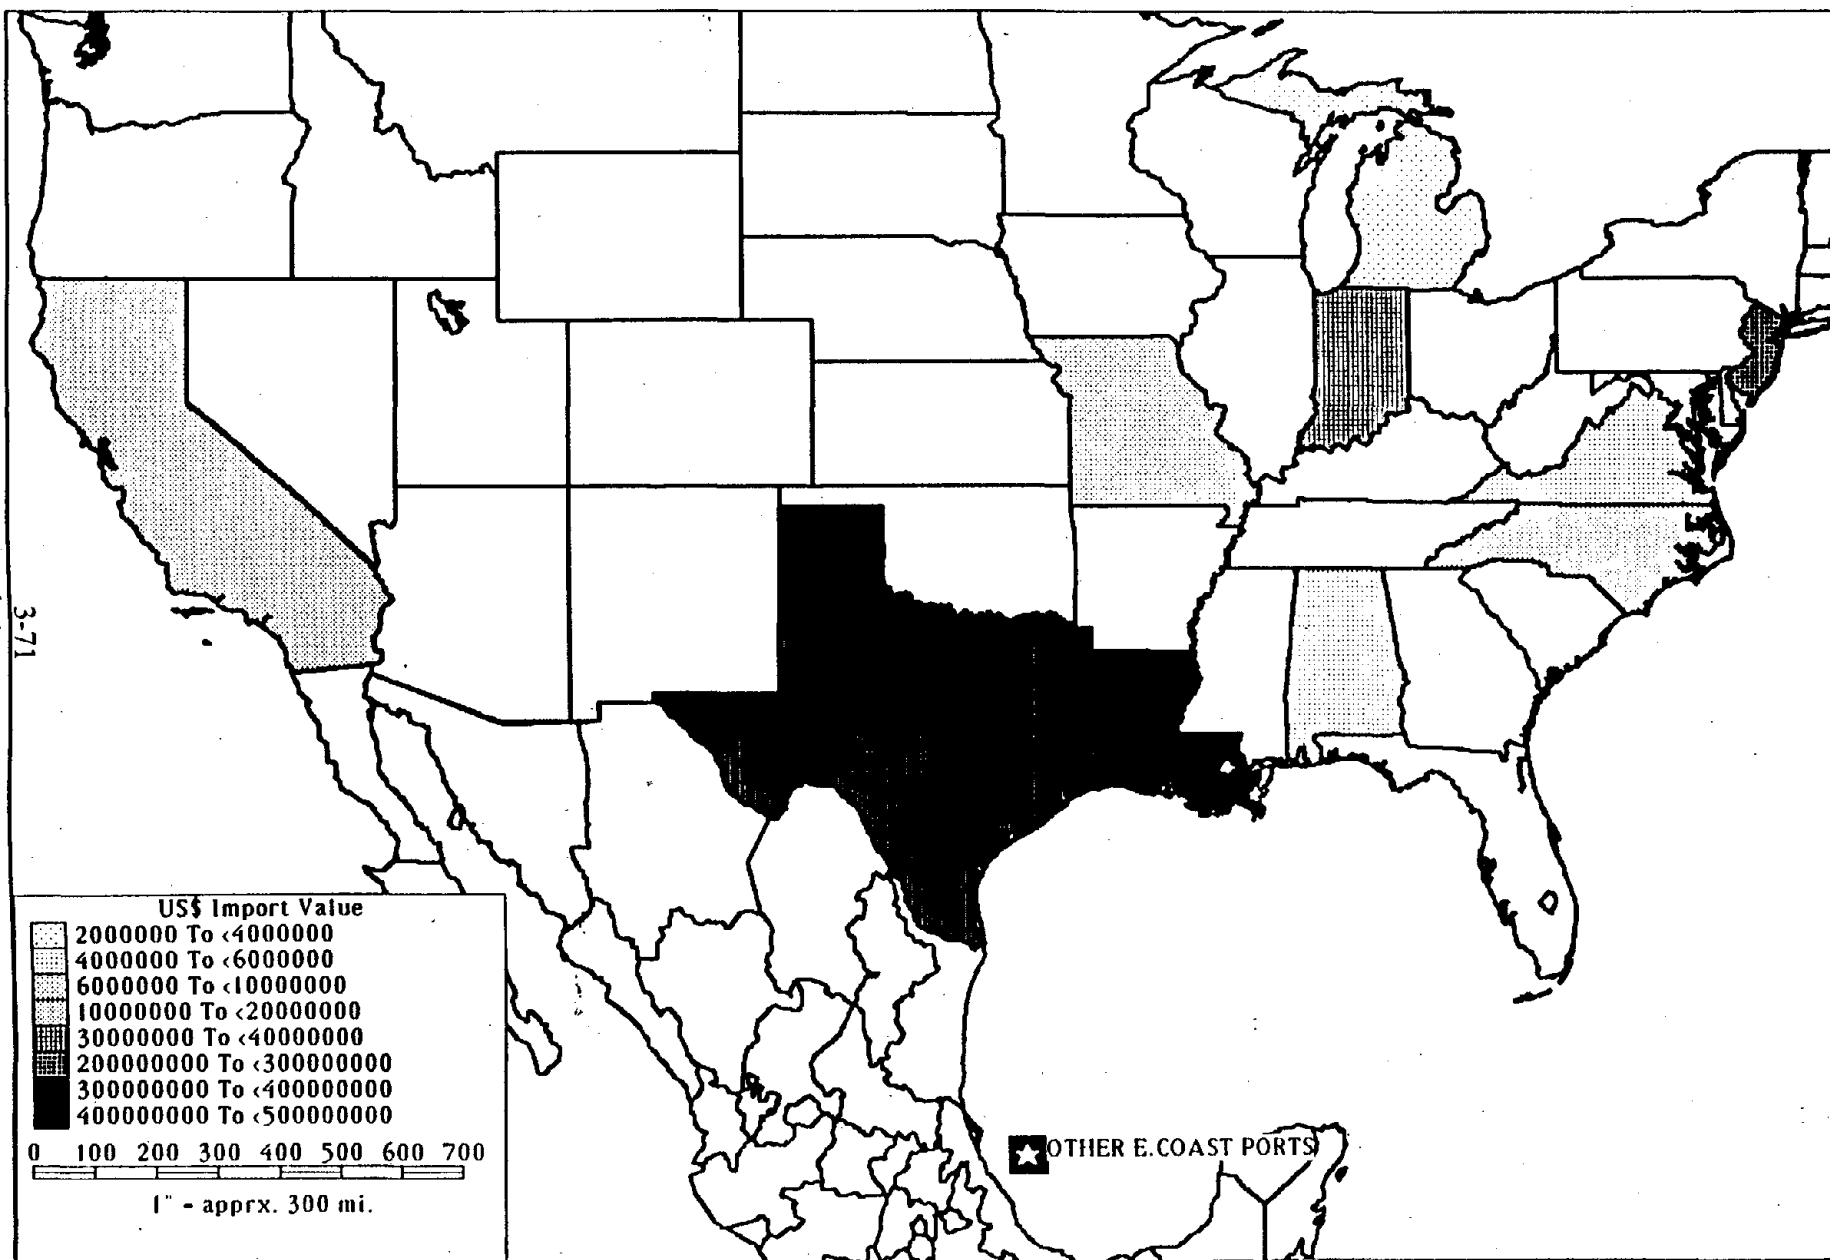 3-71
US$ Import Value
2000000 To <4000000
4000000 To <6000000
6000000 To <10000000
10000000 To <20000000
30000000 To <40000000
200000000 To <300000000
300000000 To <400000000
400000000 To <500000000
0 100 200 300 400 500 600 700
1" - apprx. 300 mi.
OTHER E.COAST PORTS